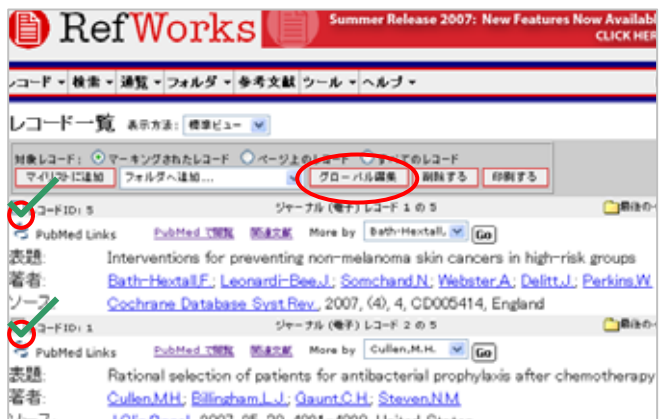 RefWorks Summer Release 2007: New Features Now Availabl
CLICK HER
レコード 検索 通覧 フォルダ 参考文献 ツール ヘルプ
レコード一覧 表示方法: 標準ビュー
対象レコード: マーキングされたレコード ページ上のレコード すべてのレコード
マイリストに追加 フォルダへ追加... グローバル編集 削除する 印刷する
コードID: 5 ジャーナル (電子) レコード 1 の 5 最後の
PubMed Links PubMed で閲覧 関連文献 More by Bath-Hextall, Go
表題: Interventions for preventing non-melanoma skin cancers in high-risk groups
著者: Bath-Hextall,F.; Leonardi-Bee,J.; Somchand,N.; Webster,A.; Delitt,J.; Perkins,W.
ソース: Cochrane Database Syst.Rev., 2007, (4), 4, CD005414, England
コードID: 1 ジャーナル (電子) レコード 2 の 5 最後の
PubMed Links PubMed で閲覧 関連文献 More by Cullen,M.H. Go
表題: Rational selection of patients for antibacterial prophylaxis after chemotherapy
著者: Cullen,M.H.; Billingham,L.J.; Gaunt,C.H.; Steven,N.M.